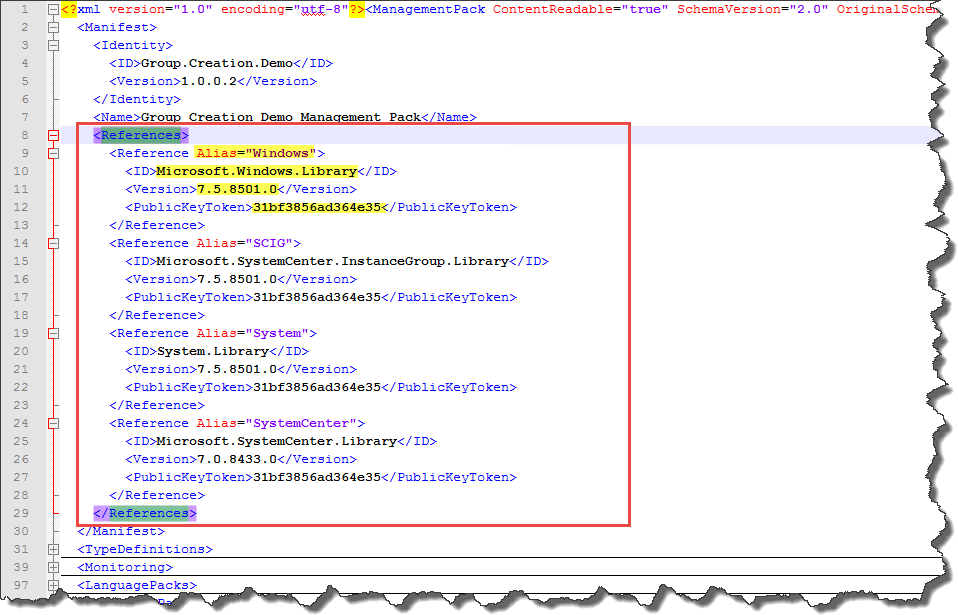 1 <?xml version="1.0" encoding="utf-8"?><ManagementPack ContentReadable="true" SchemaVersion="2.0"
2 <Manifest>
3 <Identity>
4 <ID>Group.Creation.Demo</ID>
5 <Version>1.0.0.2</Version>
6 </Identity>
7 <Name>Group Creation Demo Management Pack</Name>
8 <References>
9 <Reference Alias="Windows">
10 <ID>Microsoft.Windows.Library</ID>
11 <Version>7.5.8501.0</Version>
12 <PublicKeyToken>31bf3856ad364e35</PublicKeyToken>
13 </Reference>
14 <Reference Alias="SCIG">
15 <ID>Microsoft.SystemCenter.InstanceGroup.Library</ID>
16 <Version>7.5.8501.0</Version>
17 <PublicKeyToken>31bf3856ad364e35</PublicKeyToken>
18 </Reference>
19 <Reference Alias="System">
20 <ID>System.Library</ID>
21 <Version>7.5.8501.0</Version>
22 <PublicKeyToken>31bf3856ad364e35</PublicKeyToken>
23 </Reference>
24 <Reference Alias="SystemCenter">
25 <ID>Microsoft.SystemCenter.Library</ID>
26 <Version>7.0.8433.0</Version>
27 <PublicKeyToken>31bf3856ad364e35</PublicKeyToken>
28 </Reference>
29 </References>
30 </Manifest>
31 <TypeDefinitions>
39 <Monitoring>
97 <LanguagePacks>